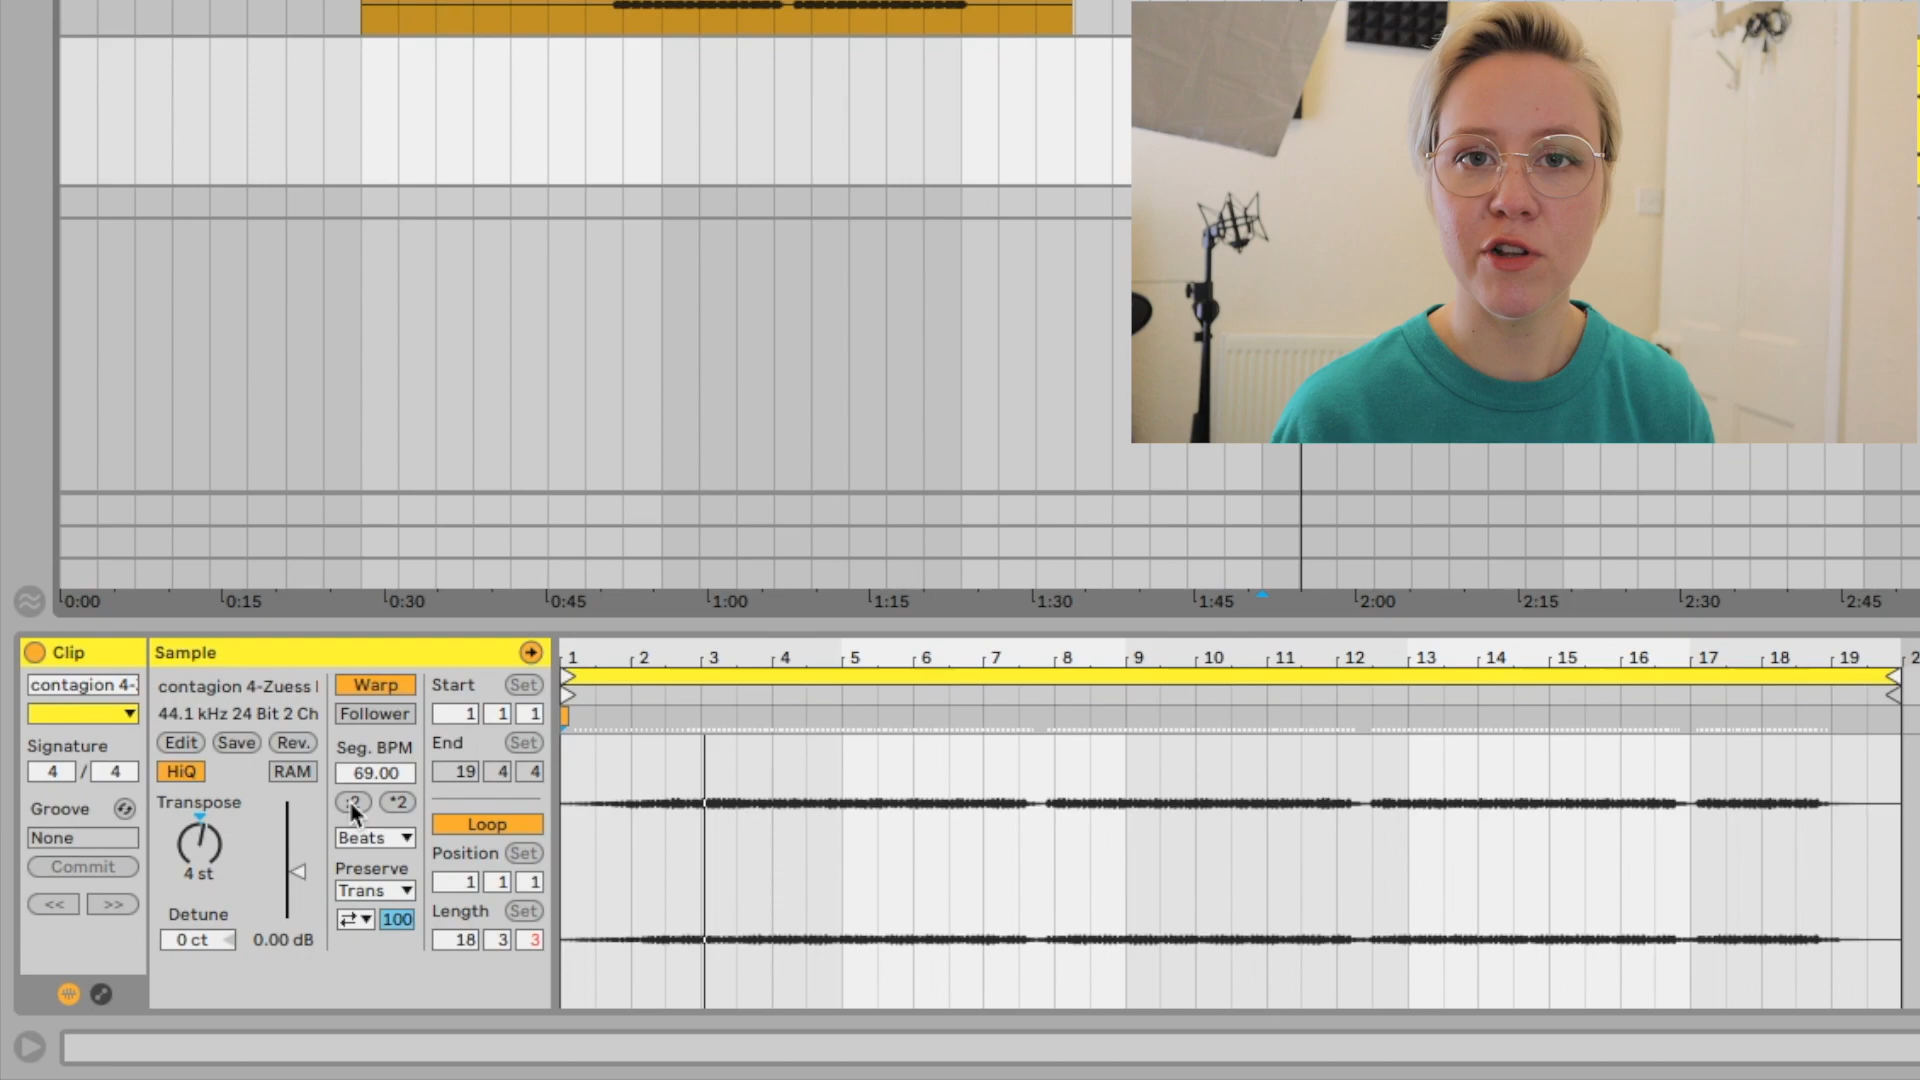 0:00 0:15 0:30 0:45 1:00 1:15 1:30 1:45 2:00 2:15 2:30 2:45
Clip
contagion 4-
Signature
4 / 4
Groove
None
Commit
<< >>
Sample
contagion 4-Zuess
44.1 kHz 24 Bit 2 Ch
Edit Save Rev.
HiQ RAM
Transpose
4 st
Detune
0 ct 0.00 dB
Warp
Follower
Seg. BPM
69.00
:2 *2
Beats
Preserve
Trans
100
Start Set
1 1 1
End Set
19 4 4
Loop
Position Set
1 1 1
Length Set
18 3 3
1 2 3 4 5 6 7 8 9 10 11 12 13 14 15 16 17 18 19 2